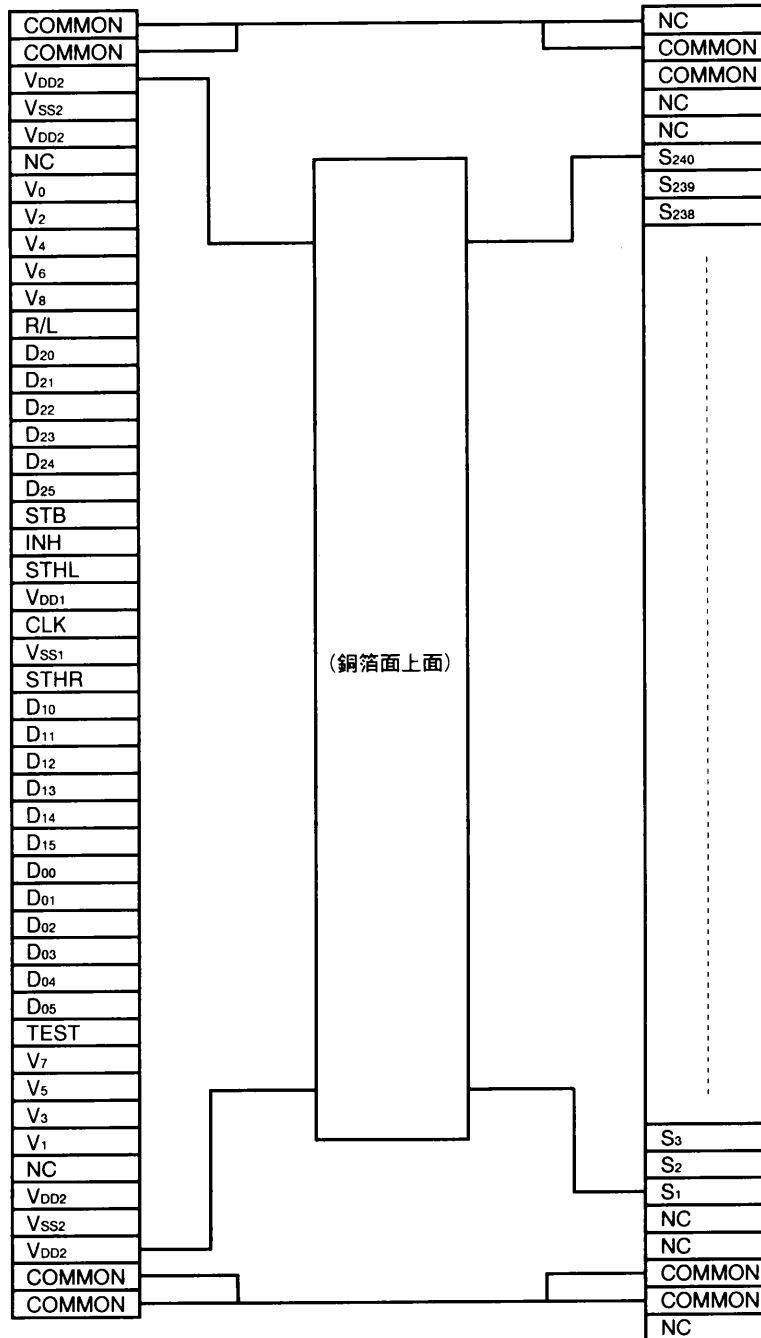 COMMON
COMMON
VDD2
VSS2
VDD2
NC
V0
V2
V4
V6
V8
R/L
D20
D21
D22
D23
D24
D25
STB
INH
STHL
VDD1
CLK
VSS1
STHR
D10
D11
D12
D13
D14
D15
D00
D01
D02
D03
D04
D05
TEST
V7
V5
V3
V1
NC
VDD2
VSS2
VDD2
COMMON
COMMON
(銅箔面上面)
NC
COMMON
COMMON
NC
NC
S240
S239
S238
S3
S2
S1
NC
NC
COMMON
COMMON
NC